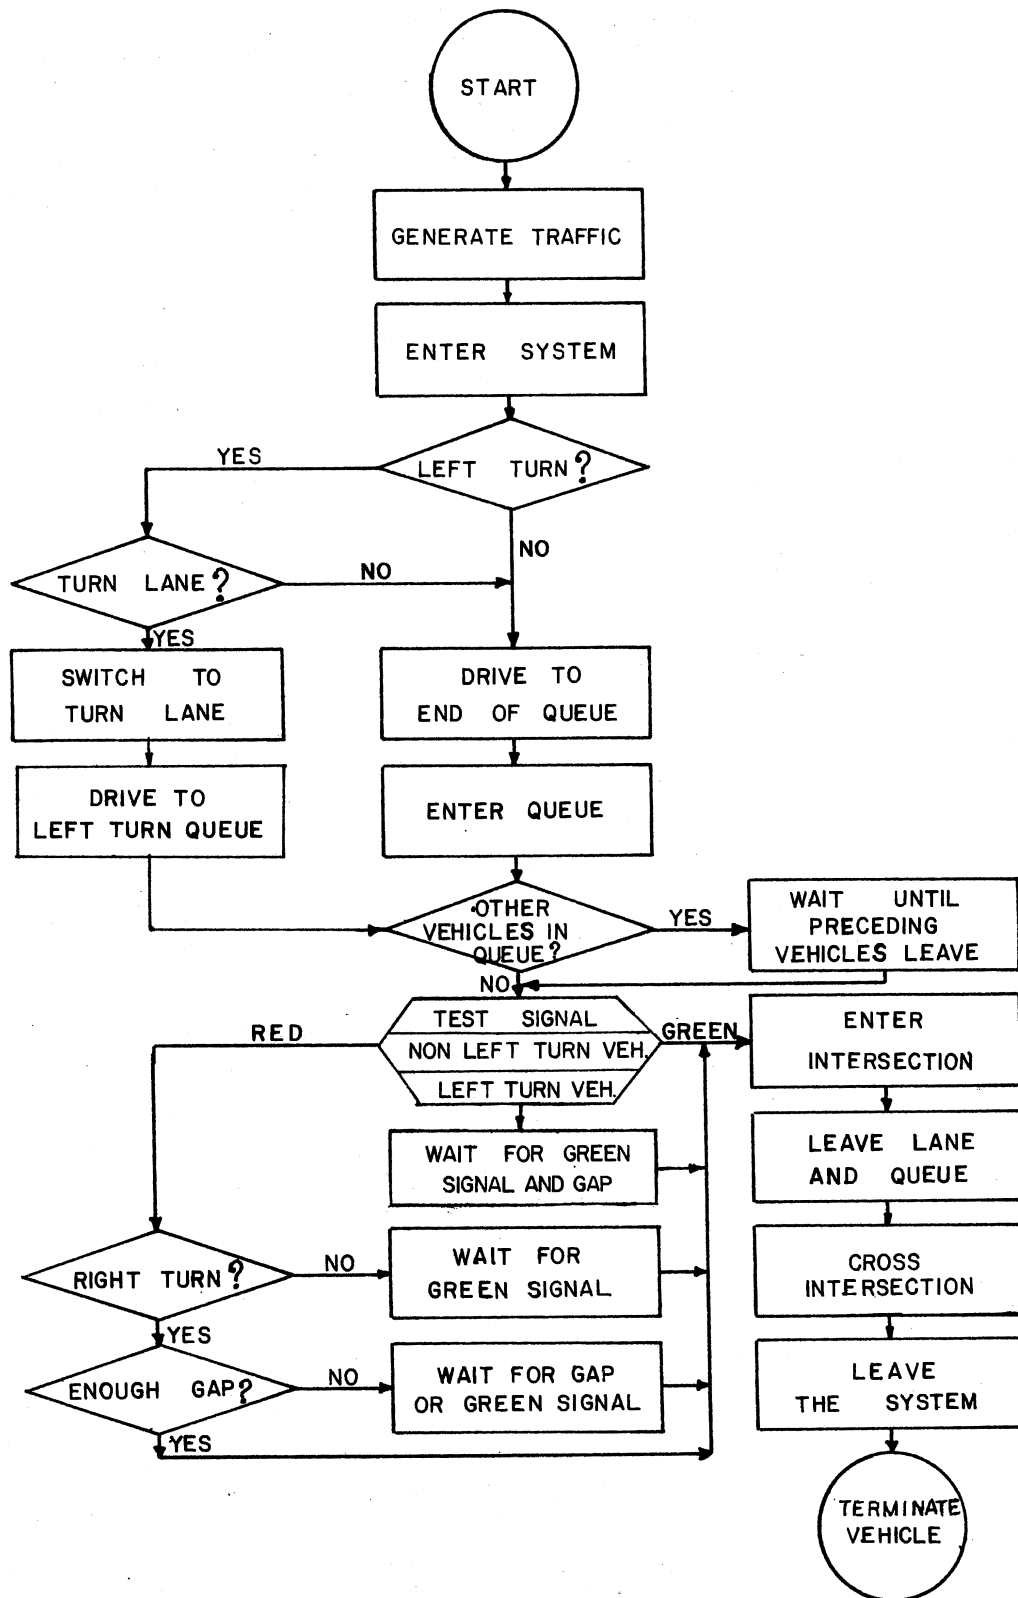 START
GENERATE TRAFFIC
ENTER SYSTEM
LEFT TURN?
YES
NO
TURN LANE?
NO
YES
SWITCH TO
TURN LANE
DRIVE TO
LEFT TURN QUEUE
DRIVE TO
END OF QUEUE
ENTER QUEUE
OTHER
VEHICLES IN
QUEUE?
YES
WAIT UNTIL
PRECEDING
VEHICLES LEAVE
NO
TEST SIGNAL
NON LEFT TURN VEH.
LEFT TURN VEH.
RED
GREEN
WAIT FOR GREEN
SIGNAL AND GAP
RIGHT TURN?
NO
WAIT FOR
GREEN SIGNAL
YES
ENOUGH GAP?
NO
WAIT FOR GAP
OR GREEN SIGNAL
YES
ENTER
INTERSECTION
LEAVE LANE
AND QUEUE
CROSS
INTERSECTION
LEAVE
THE SYSTEM
TERMINATE
VEHICLE